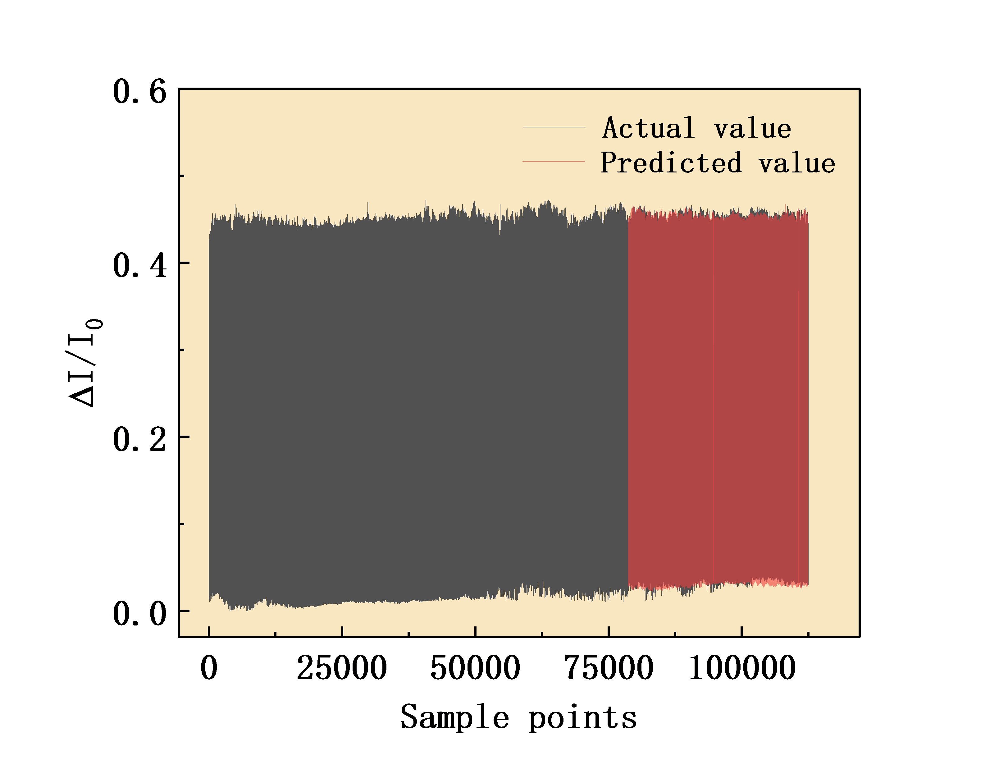 0.6
Actual value
Predicted value
0.4
ΔI/I₀
0.2
0.0
0 25000 50000 75000 100000
Sample points